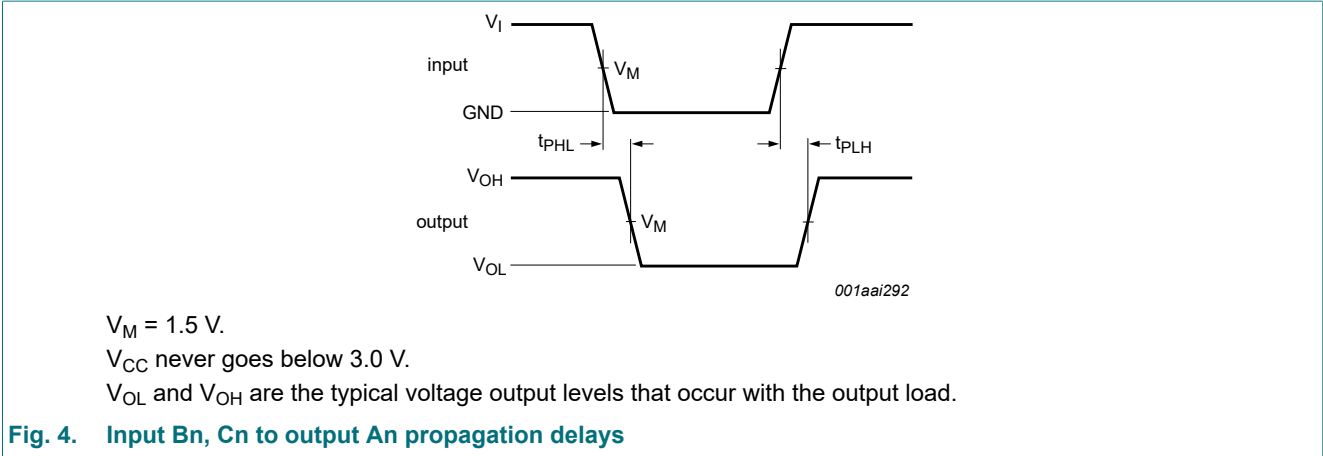 VI
input
VM
GND
tPHL
tPLH
VOH
output
VM
VOL
001aai292
VM = 1.5 V.
VCC never goes below 3.0 V.
VOL and VOH are the typical voltage output levels that occur with the output load.
Fig. 4. Input Bn, Cn to output An propagation delays